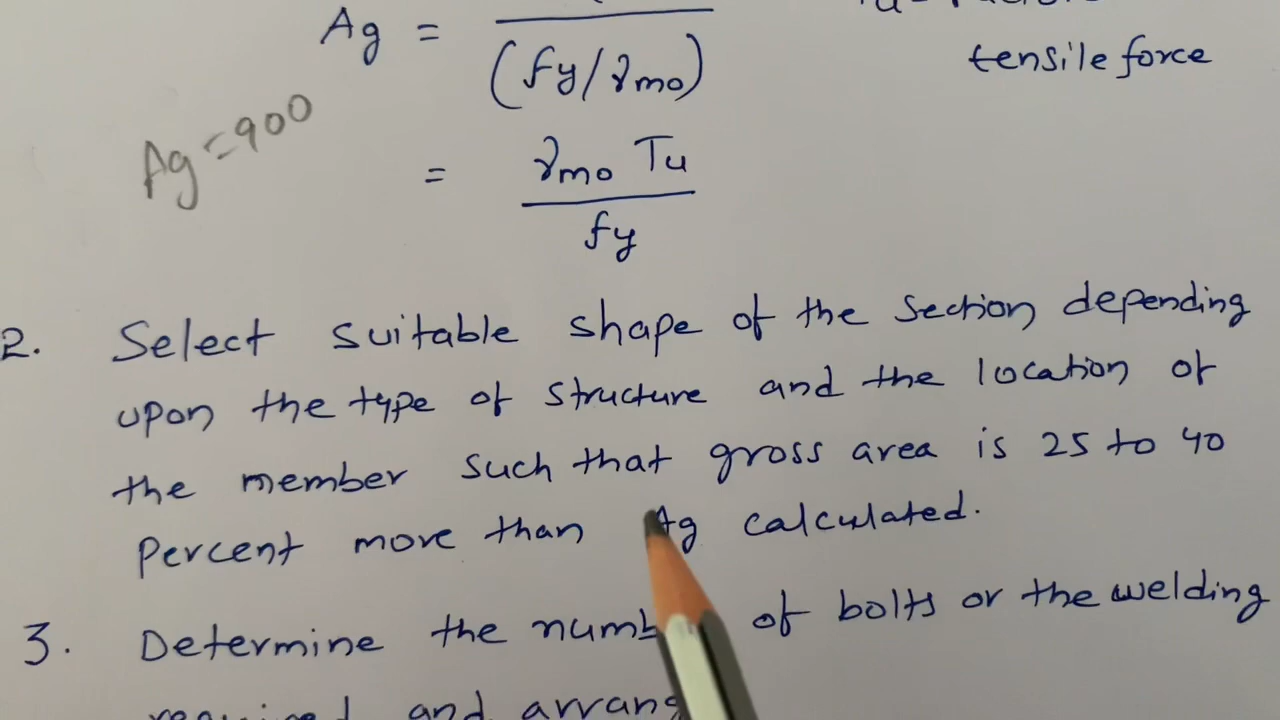 Ag =
(fy/γmo)
tensile force
Ag = 900
= γmo Tu
fy
2. Select suitable shape of the section depending
upon the type of structure and the location of
the member such that gross area is 25 to 40
percent more than Ag calculated.
3. Determine the of bolts or the welding
and